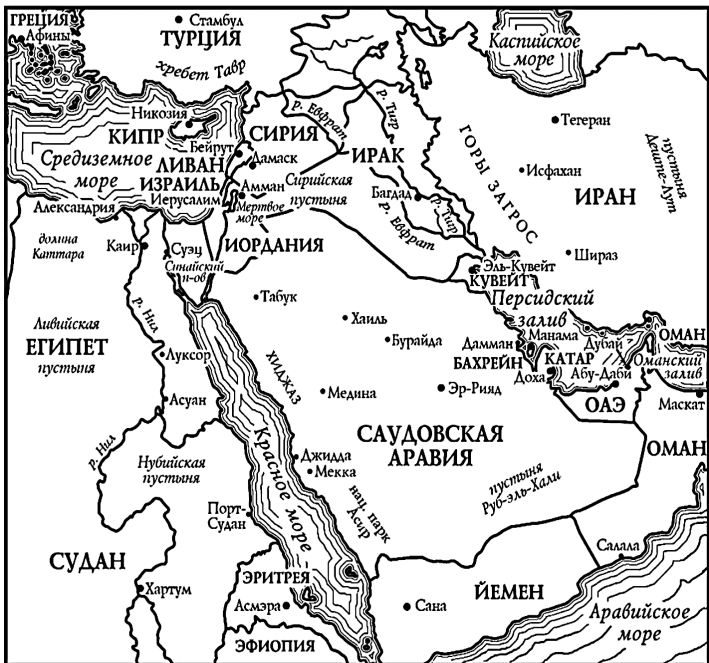 ГРЕЦИЯ
Афины
Стамбул
ТУРЦИЯ
хребет Тавр
Каспийское
море
Никозия
КИПР
Средиземное
море
СИРИЯ
р. Евфрат
р. Тигр
Бейрут
ЛИВАН
Дамаск
ИЗРАИЛЬ
Иерусалим
Амман
Мертвое
море
Сирийская
пустыня
ИРАК
Багдад
р. Тигр
р. Евфрат
ГОРЫ ЗАГРОС
Тегеран
Исфахан
ИРАН
пустыня
Деште-Лут
Шираз
Александрия
долина
Каттара
Каир
Суэц
Синайский
п-ов
ИОРДАНИЯ
Эль-Кувейт
КУВЕЙТ
Персидский
залив
Табук
Хаиль
Бурайда
Дамман
Манама
БАХРЕЙН
КАТАР
Доха
Дубай
Абу-Даби
ОАЭ
ОМАН
Оманский
залив
Маскат
ОМАН
р. Нил
Ливийская
ЕГИПЕТ
пустыня
Луксор
Асуан
ХИДЖАЗ
Медина
Эр-Рияд
САУДОВСКАЯ
АРАВИЯ
р. Нил
Нубийская
пустыня
Красное море
Джидда
Мекка
нац. парк
Асир
пустыня
Руб-эль-Хали
Порт-
Судан
СУДАН
Хартум
ЭРИТРЕЯ
Асмэра
ЭФИОПИЯ
Сана
ЙЕМЕН
Салала
Аравийское
море